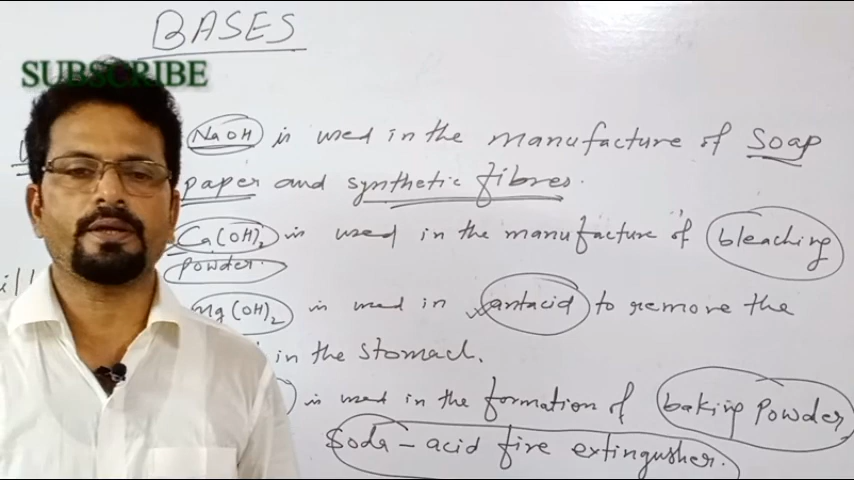 BASES
SUBSCRIBE
NaOH is used in the manufacture of Soap
paper and synthetic fibres.
Ca(OH)2 is used in the manufacture of bleaching
powder.
Mg(OH)2 is used in antacid to remove the
in the stomach.
is used in the formation of baking powder,
Soda-acid fire extingusher.